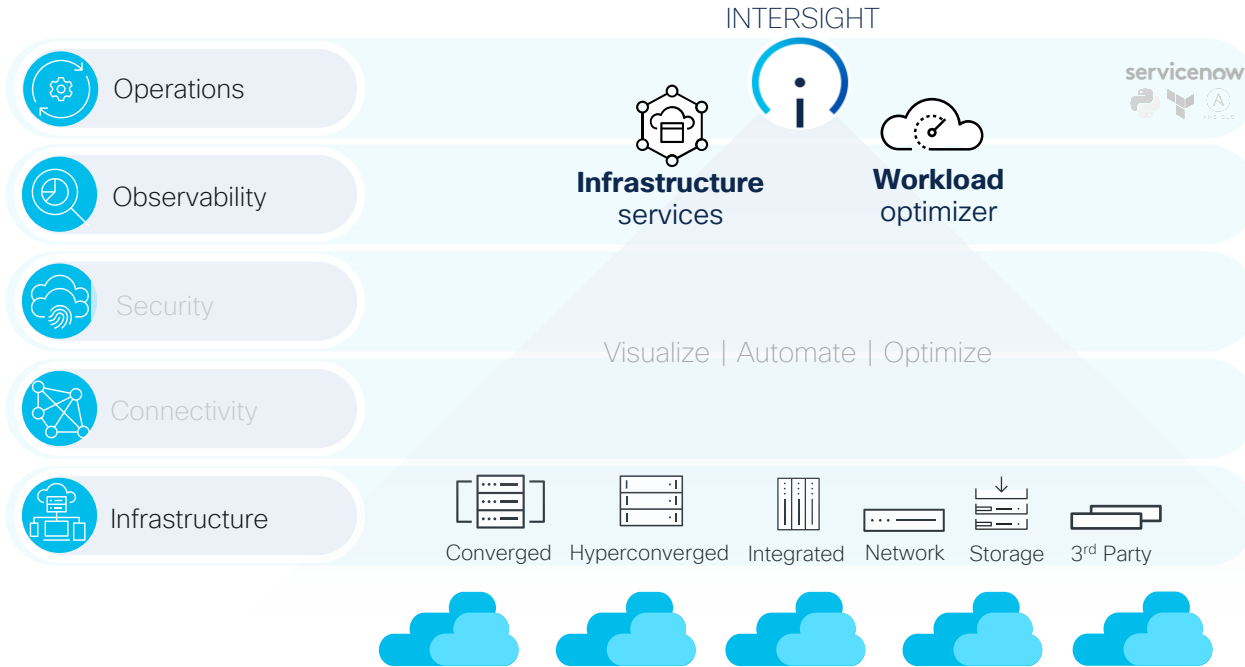 INTERSIGHT
Operations
servicenow
ANSIBLE
Observability
Infrastructure
services
Workload
optimizer
Security
Visualize | Automate | Optimize
Connectivity
Infrastructure
Converged
Hyperconverged
Integrated
Network
Storage
3rd Party